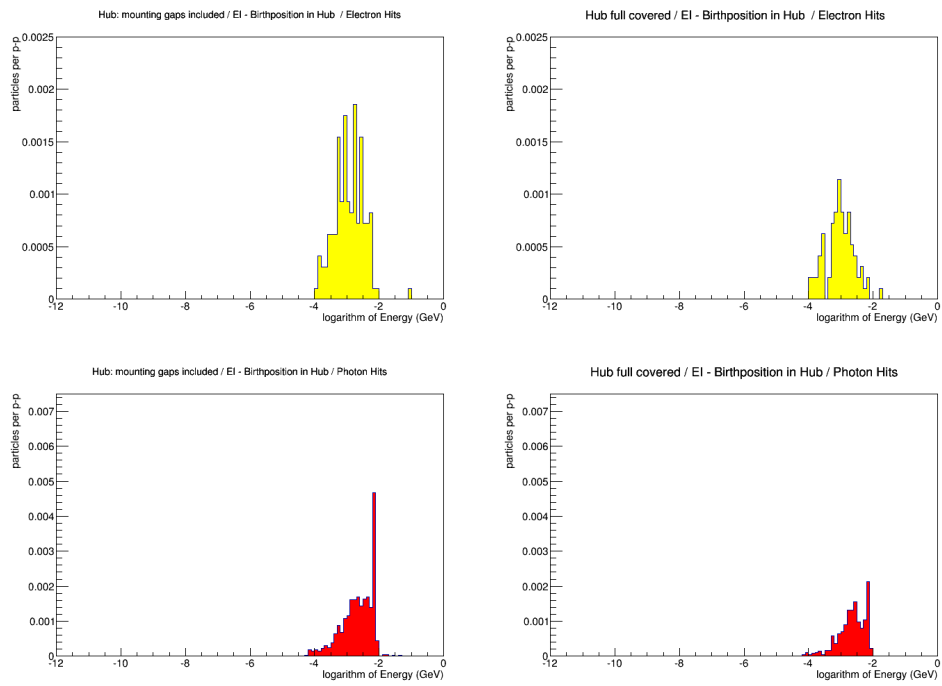 Hub: mounting gaps included / EI - Birthposition in Hub / Electron Hits
particles per p-p
0.0025
0.002
0.0015
0.001
0.0005
0
-12 -10 -8 -6 -4 -2 0
logarithm of Energy (GeV)
Hub full covered / EI - Birthposition in Hub / Electron Hits
particles per p-p
0.0025
0.002
0.0015
0.001
0.0005
0
-12 -10 -8 -6 -4 -2 0
logarithm of Energy (GeV)
Hub: mounting gaps included / EI - Birthposition in Hub / Photon Hits
particles per p-p
0.007
0.006
0.005
0.004
0.003
0.002
0.001
0
-12 -10 -8 -6 -4 -2 0
logarithm of Energy (GeV)
Hub full covered / EI - Birthposition in Hub / Photon Hits
particles per p-p
0.007
0.006
0.005
0.004
0.003
0.002
0.001
0
-12 -10 -8 -6 -4 -2 0
logarithm of Energy (GeV)